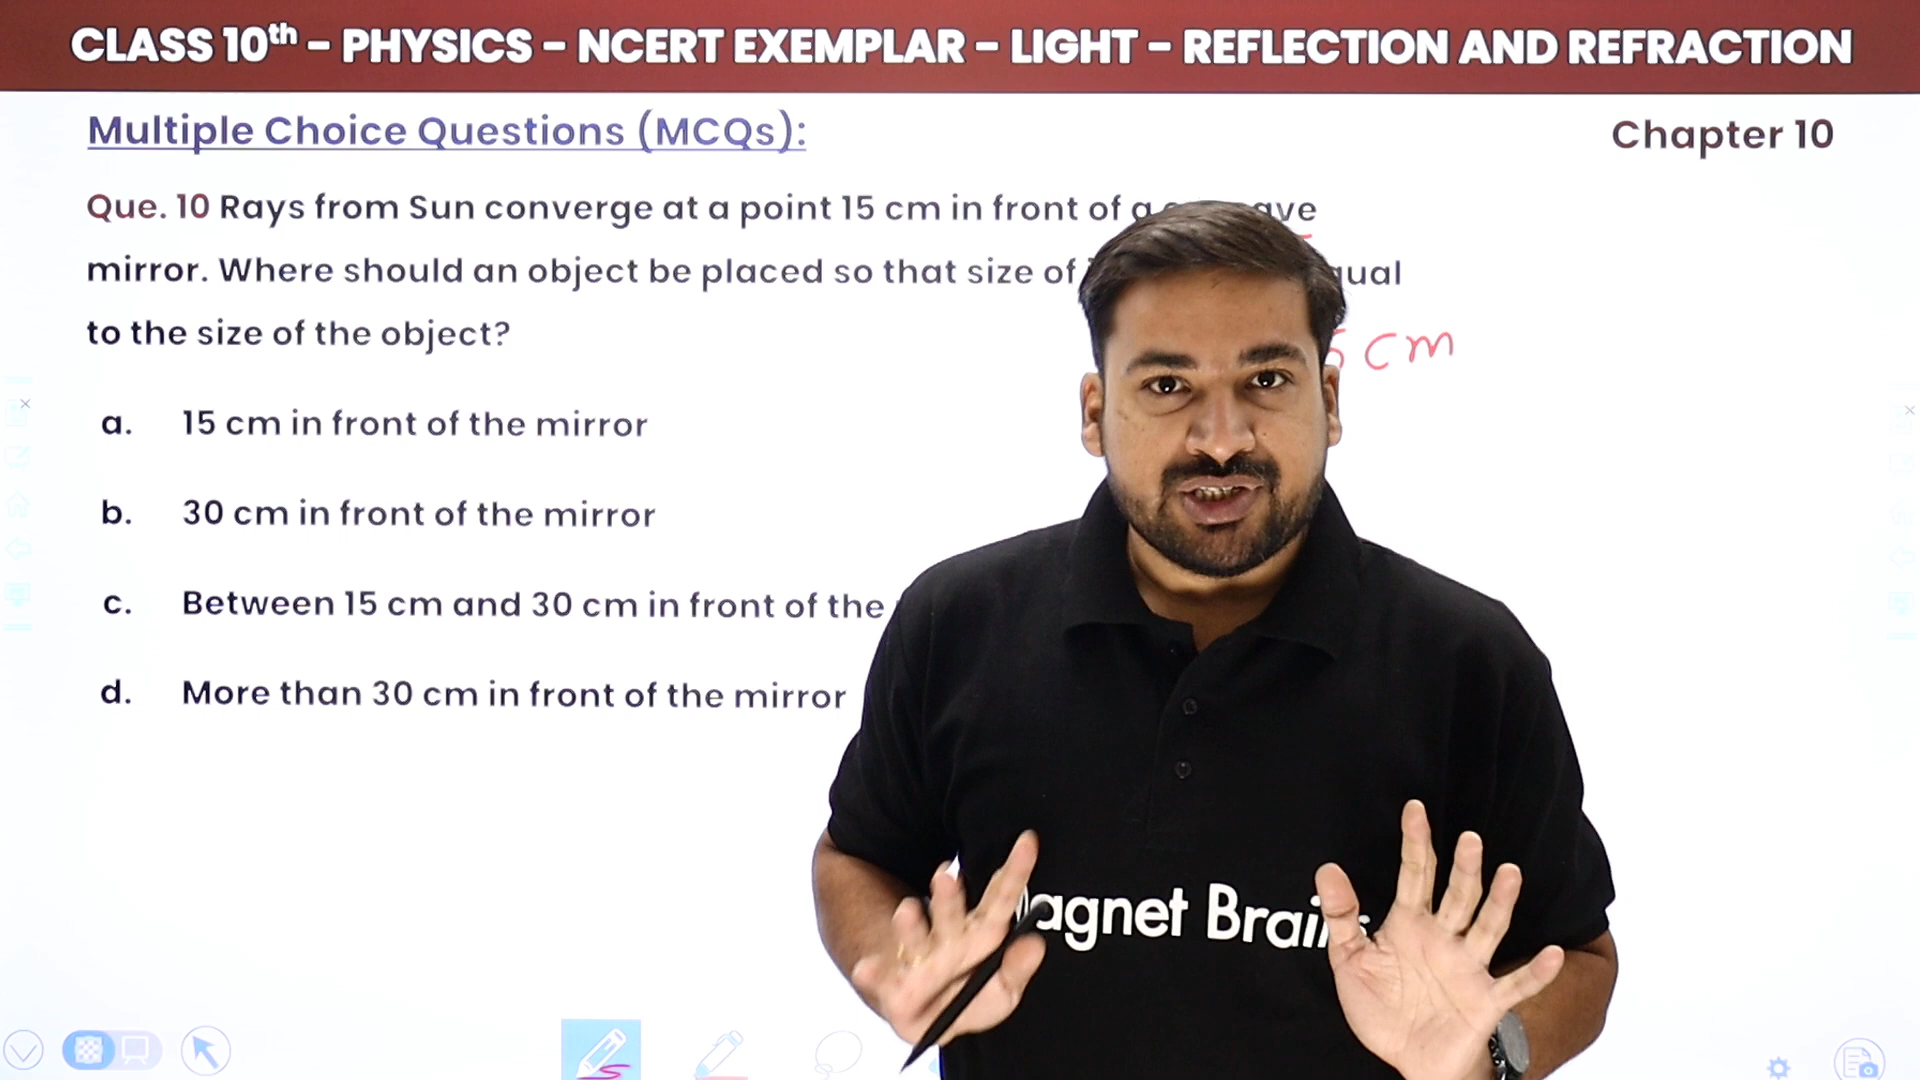 CLASS 10th – PHYSICS – NCERT EXEMPLAR – LIGHT – REFLECTION AND REFRACTION
Multiple Choice Questions (MCQs):
Chapter 10
Que. 10 Rays from Sun converge at a point 15 cm in front of a
mirror. Where should an object be placed so that size of
to the size of the object?
cm
a. 15 cm in front of the mirror
b. 30 cm in front of the mirror
c. Between 15 cm and 30 cm in front of the
d. More than 30 cm in front of the mirror
Magnet Brains